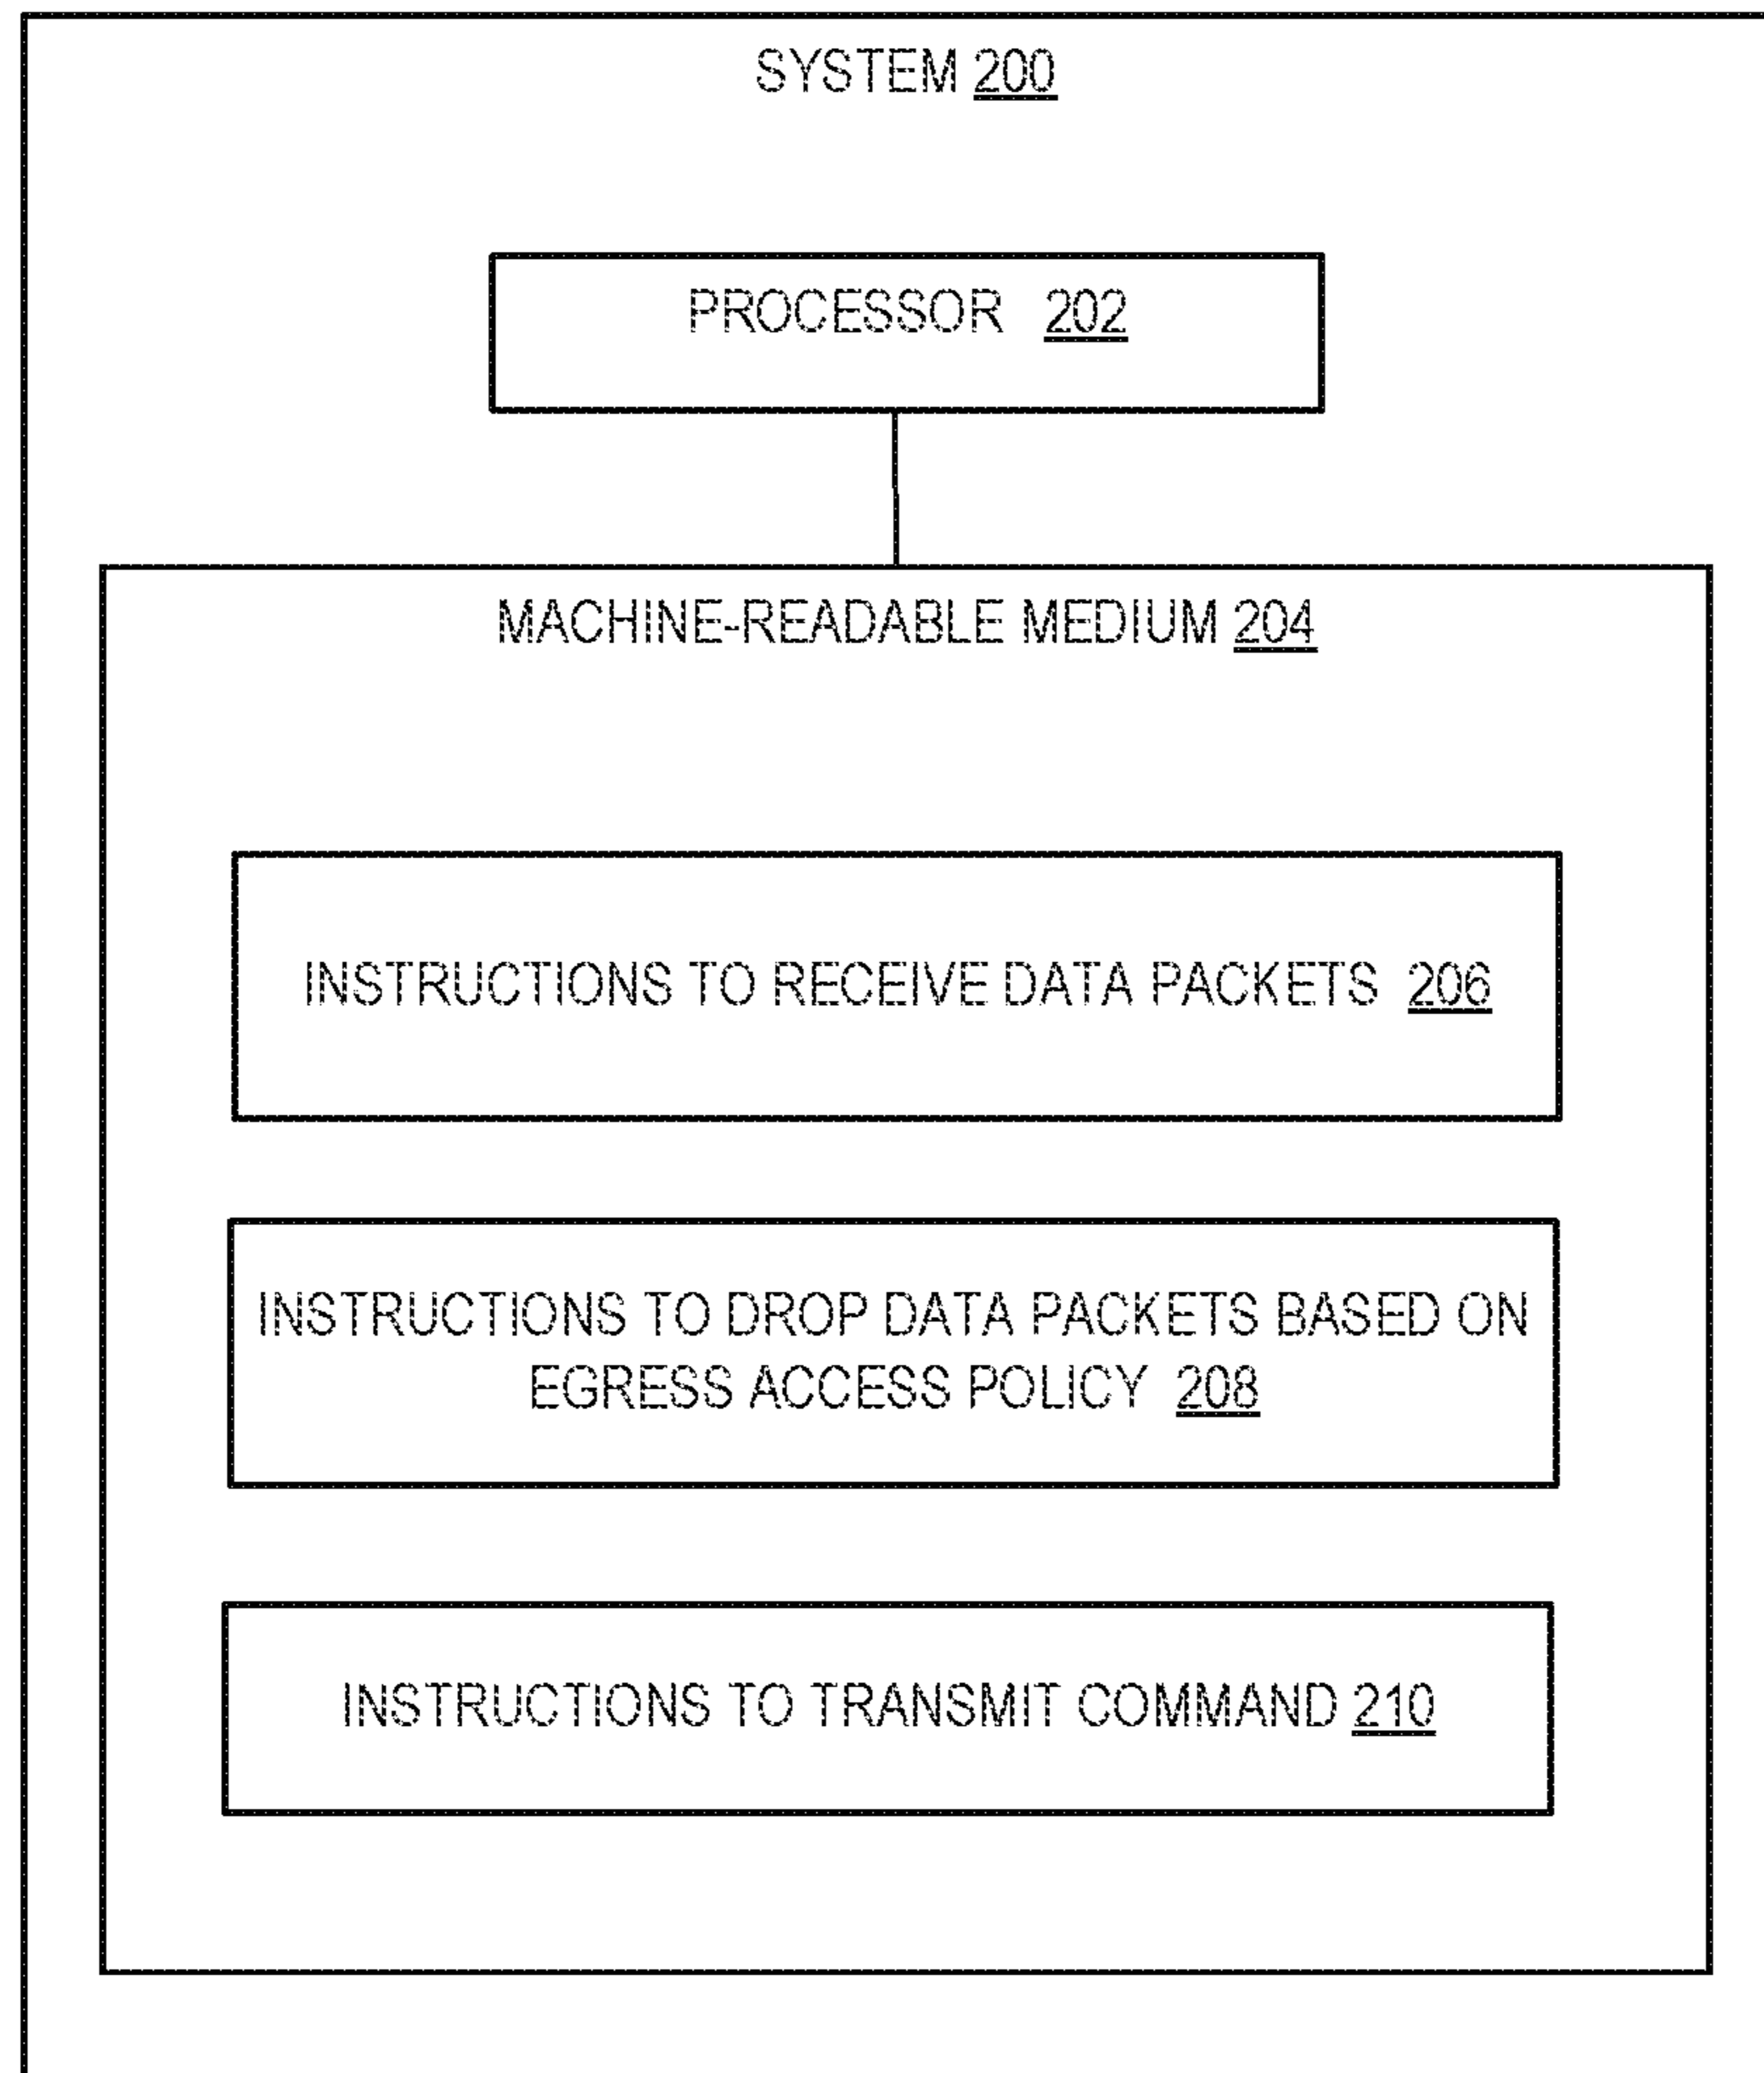 SYSTEM 200
PROCESSOR 202
MACHINE-READABLE MEDIUM 204
INSTRUCTIONS TO RECEIVE DATA PACKETS 206
INSTRUCTIONS TO DROP DATA PACKETS BASED ON
EGRESS ACCESS POLICY 208
INSTRUCTIONS TO TRANSMIT COMMAND 210